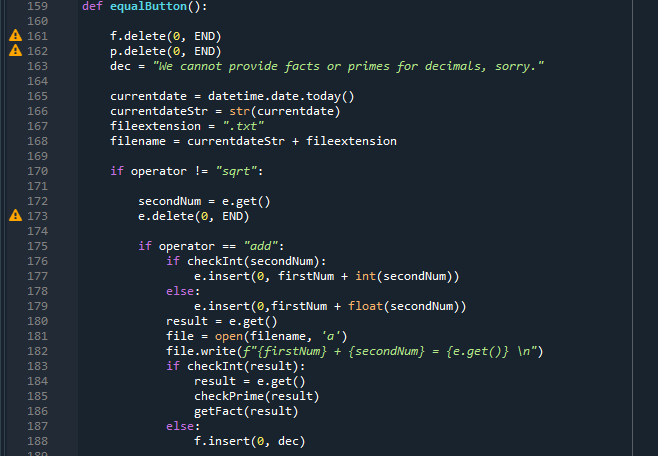 159 def equalButton():
160
161 f.delete(0, END)
162 p.delete(0, END)
163 dec = "We cannot provide facts or primes for decimals, sorry."
164
165 currentdate = datetime.date.today()
166 currentdateStr = str(currentdate)
167 fileextension = ".txt"
168 filename = currentdateStr + fileextension
169
170 if operator != "sqrt":
171
172 secondNum = e.get()
173 e.delete(0, END)
174
175 if operator == "add":
176 if checkInt(secondNum):
177 e.insert(0, firstNum + int(secondNum))
178 else:
179 e.insert(0,firstNum + float(secondNum))
180 result = e.get()
181 file = open(filename, 'a')
182 file.write(f"{firstNum} + {secondNum} = {e.get()} \n")
183 if checkInt(result):
184 result = e.get()
185 checkPrime(result)
186 getFact(result)
187 else:
188 f.insert(0, dec)